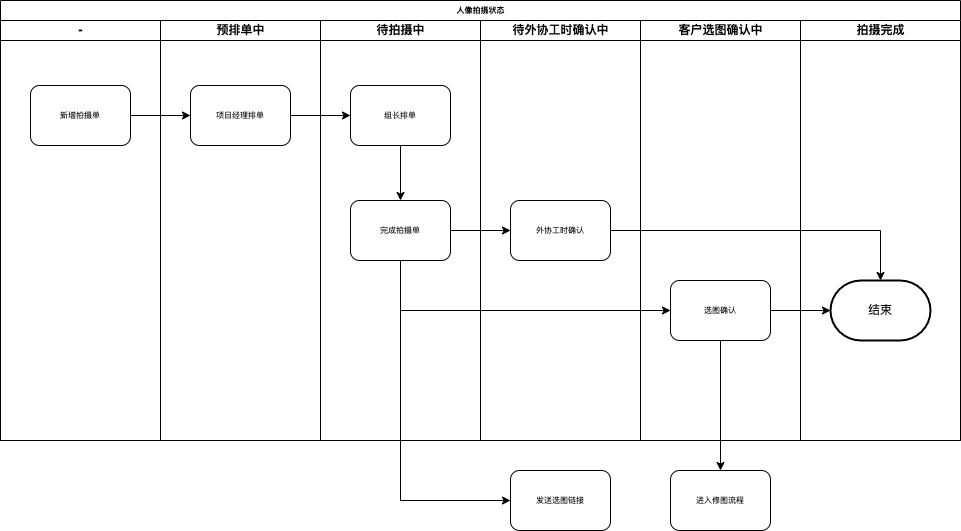 人像拍摄状态
-
预排单中
待拍摄中
待外协工时确认中
客户选图确认中
拍摄完成
新增拍摄单
项目经理排单
组长排单
完成拍摄单
外协工时确认
选图确认
结束
发送选图链接
进入修图流程